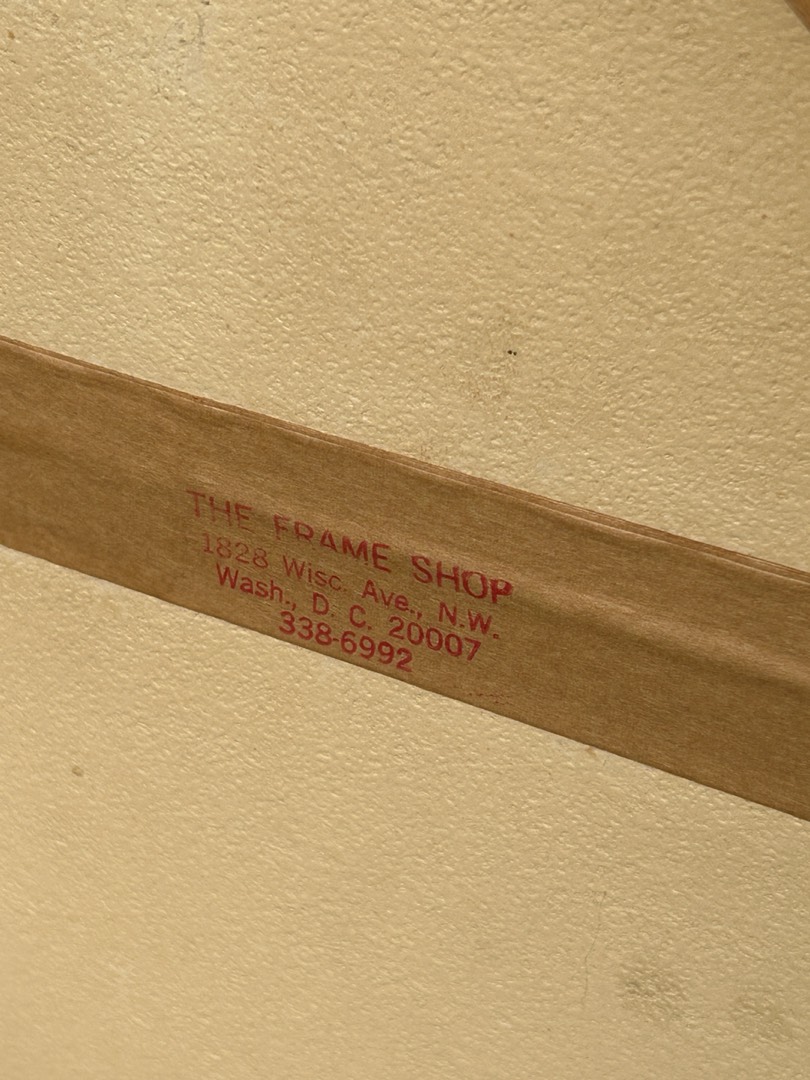 THE FRAME SHOP
1828 Wisc. Ave., N.W.
Wash., D. C. 20007
338-6992